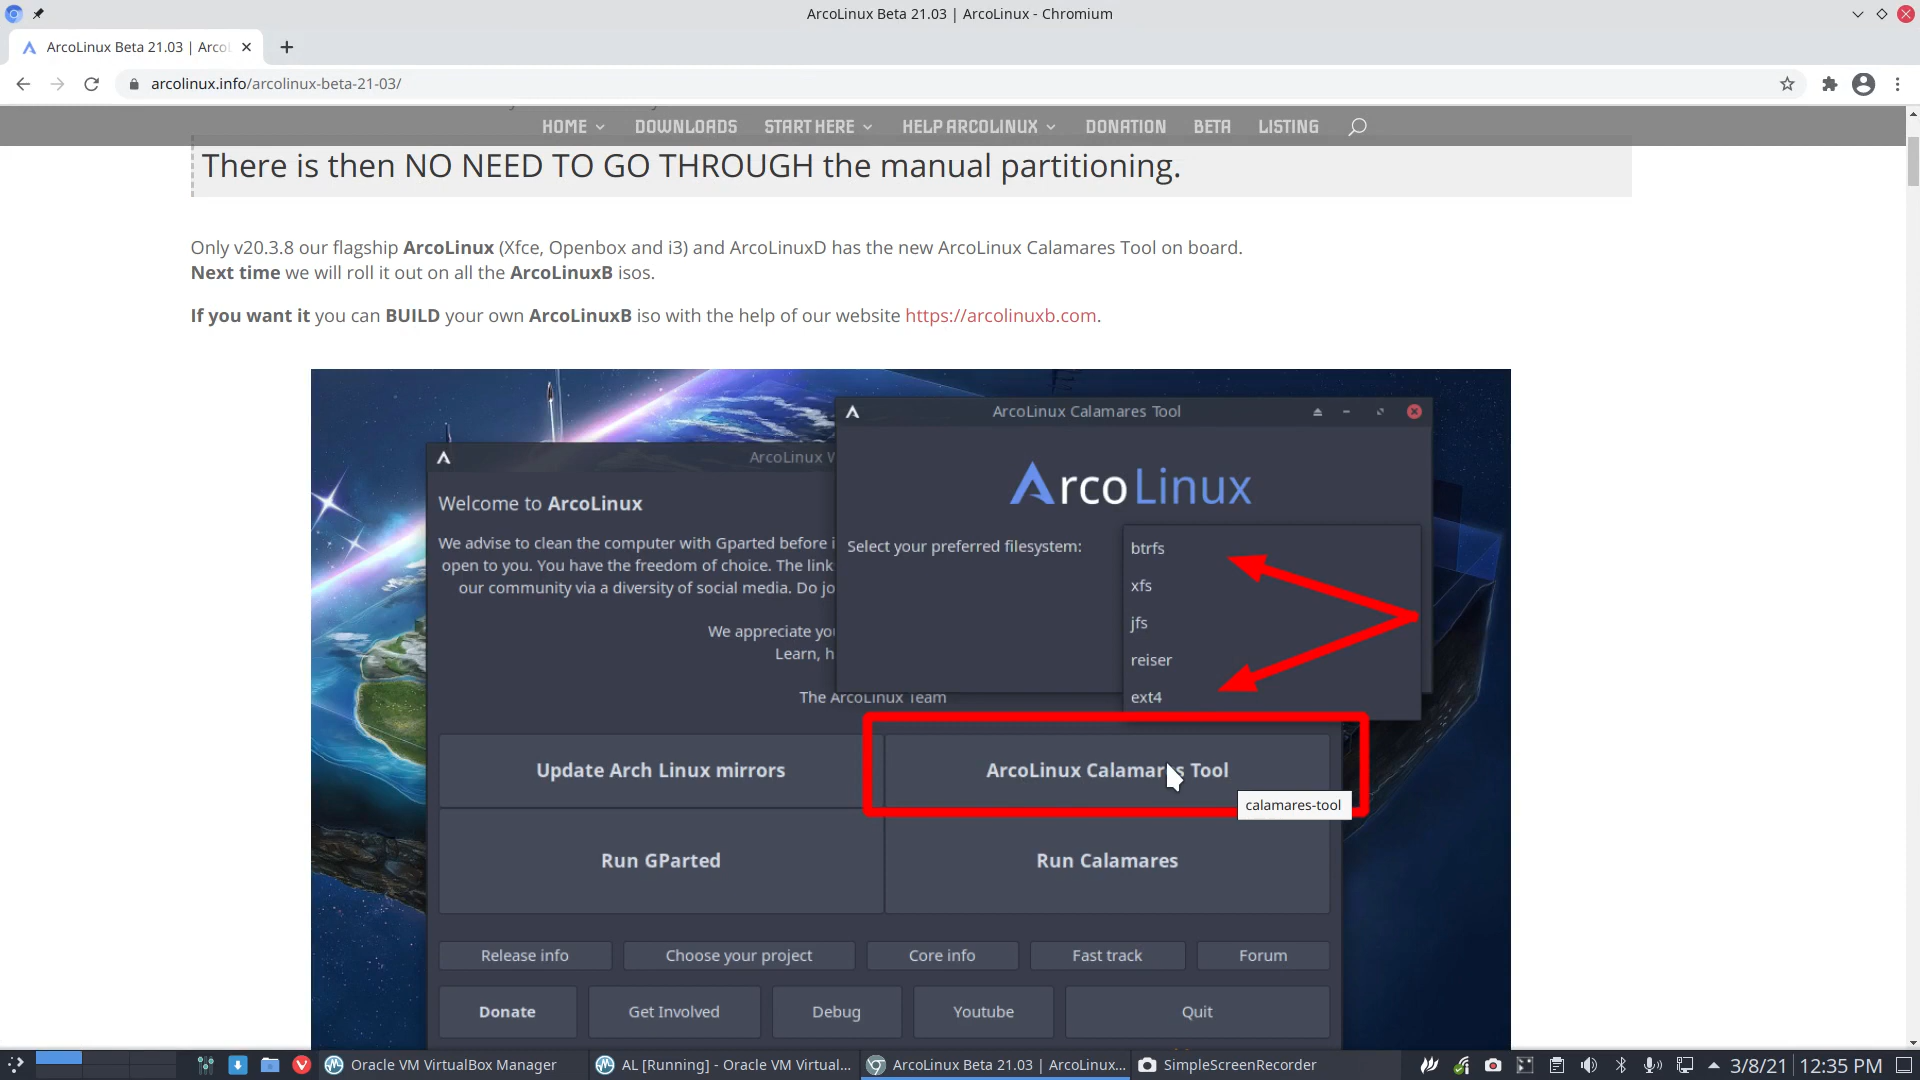 ArcoLinux Beta 21.03 | ArcoLinux - Chromium
ArcoLinux Beta 21.03 | Arco
arcolinux.info/arcolinux-beta-21-03/
HOME DOWNLOADS START HERE HELP ARCOLINUX DONATION BETA LISTING
There is then NO NEED TO GO THROUGH the manual partitioning.
Only v20.3.8 our flagship ArcoLinux (Xfce, Openbox and i3) and ArcoLinuxD has the new ArcoLinux Calamares Tool on board.
Next time we will roll it out on all the ArcoLinuxB isos.
If you want it you can BUILD your own ArcoLinuxB iso with the help of our website https://arcolinuxb.com.
ArcoLinux Calamares Tool
ArcoLinux W
ArcoLinux
Welcome to ArcoLinux
We advise to clean the computer with Gparted before i
open to you. You have the freedom of choice. The link
our community via a diversity of social media. Do jo
We appreciate you
Learn, h
The ArcoLinux Team
Select your preferred filesystem:
btrfs
xfs
jfs
reiser
ext4
Update Arch Linux mirrors
ArcoLinux Calamares Tool
calamares-tool
Run GParted
Run Calamares
Release info Choose your project Core info Fast track Forum
Donate Get Involved Debug Youtube Quit
Oracle VM VirtualBox Manager AL [Running] - Oracle VM Virtual... ArcoLinux Beta 21.03 | ArcoLinux... SimpleScreenRecorder 3/8/21 12:35 PM